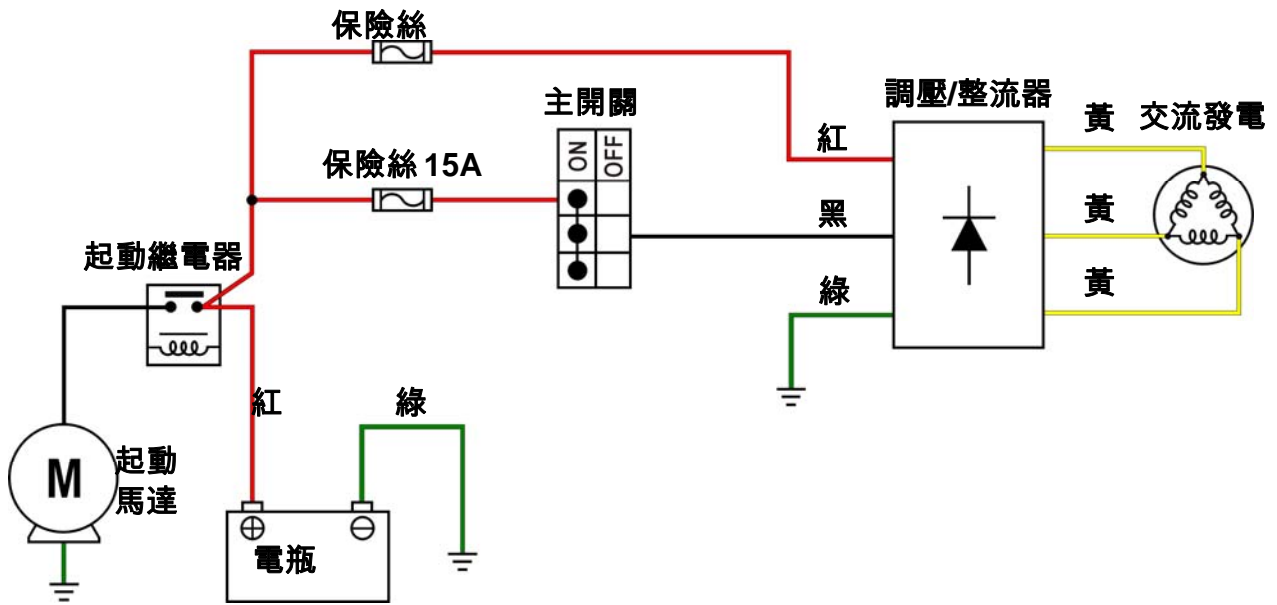 保險絲
主開關
ON
OFF
調壓/整流器
黃
交流發電
紅
保險絲 15A
黑
黃
起動繼電器
綠
黃
紅
綠
M
起動
馬達
電瓶